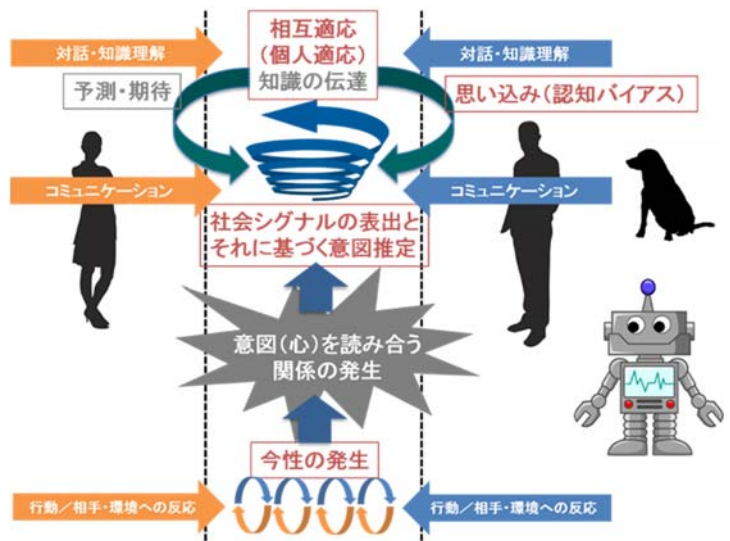 相互適応
(個人適応)
知識の伝達
対話・知識理解
対話・知識理解
予測・期待
思い込み(認知バイアス)
コミュニケーション
コミュニケーション
社会シグナルの表出と
それに基づく意図推定
意図(心)を読み合う
関係の発生
今性の発生
行動/相手・環境への反応
行動/相手・環境への反応